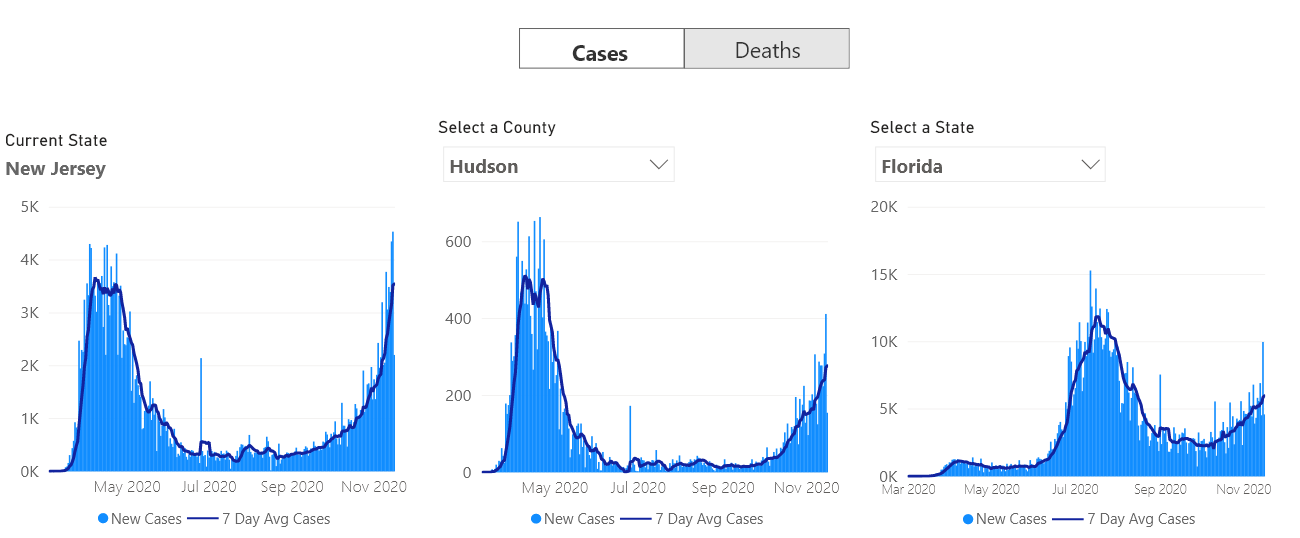 Cases Deaths
Current State
New Jersey
5K
4K
3K
2K
1K
0K
May 2020 Jul 2020 Sep 2020 Nov 2020
New Cases 7 Day Avg Cases
Select a County
Hudson
600
400
200
0
May 2020 Jul 2020 Sep 2020 Nov 2020
New Cases 7 Day Avg Cases
Select a State
Florida
20K
15K
10K
5K
0K
Mar 2020 May 2020 Jul 2020 Sep 2020 Nov 2020
New Cases 7 Day Avg Cases